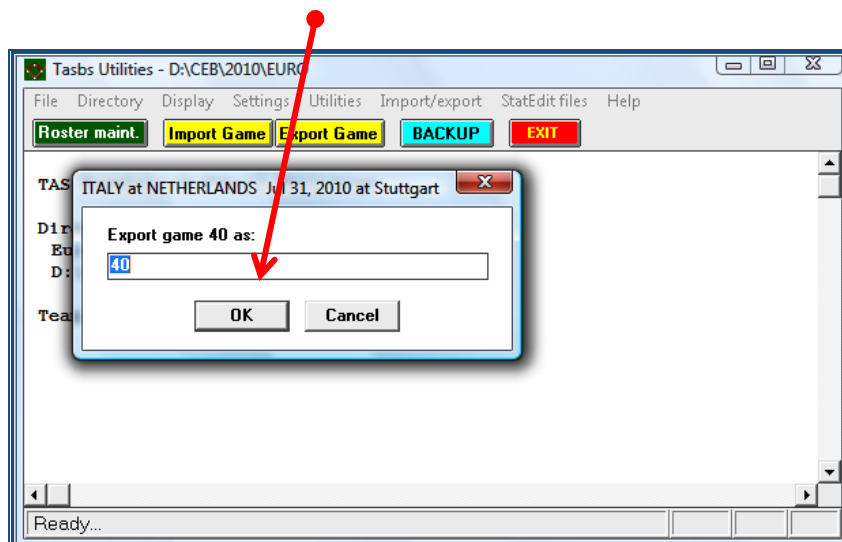 Tasbs Utilities - D:\CEB\2010\EURO
File Directory Display Settings Utilities Import/export StatEdit files Help
Roster maint. Import Game Export Game BACKUP EXIT
TAS
ITALY at NETHERLANDS Jul 31, 2010 at Stuttgart
Dir
Export game 40 as:
Eu
40
D:
OK Cancel
Tea
Ready...